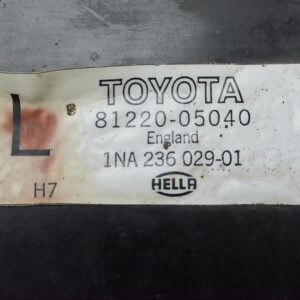 TOYOTA
L
81220-05040
England
1NA 236 029-01
H7
HELLA